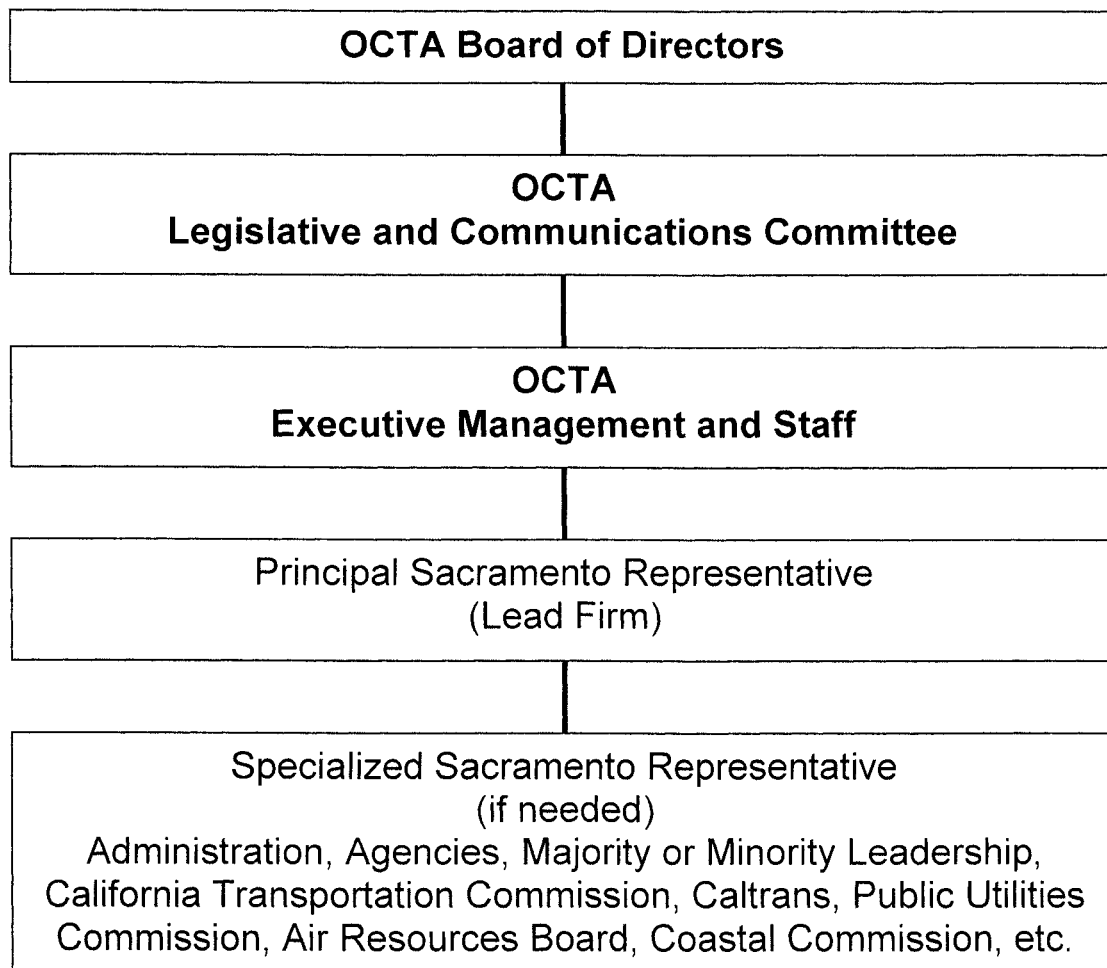 OCTA Board of Directors
OCTA
Legislative and Communications Committee
OCTA
Executive Management and Staff
Principal Sacramento Representative
(Lead Firm)
Specialized Sacramento Representative
(if needed)
Administration, Agencies, Majority or Minority Leadership,
California Transportation Commission, Caltrans, Public Utilities
Commission, Air Resources Board, Coastal Commission, etc.